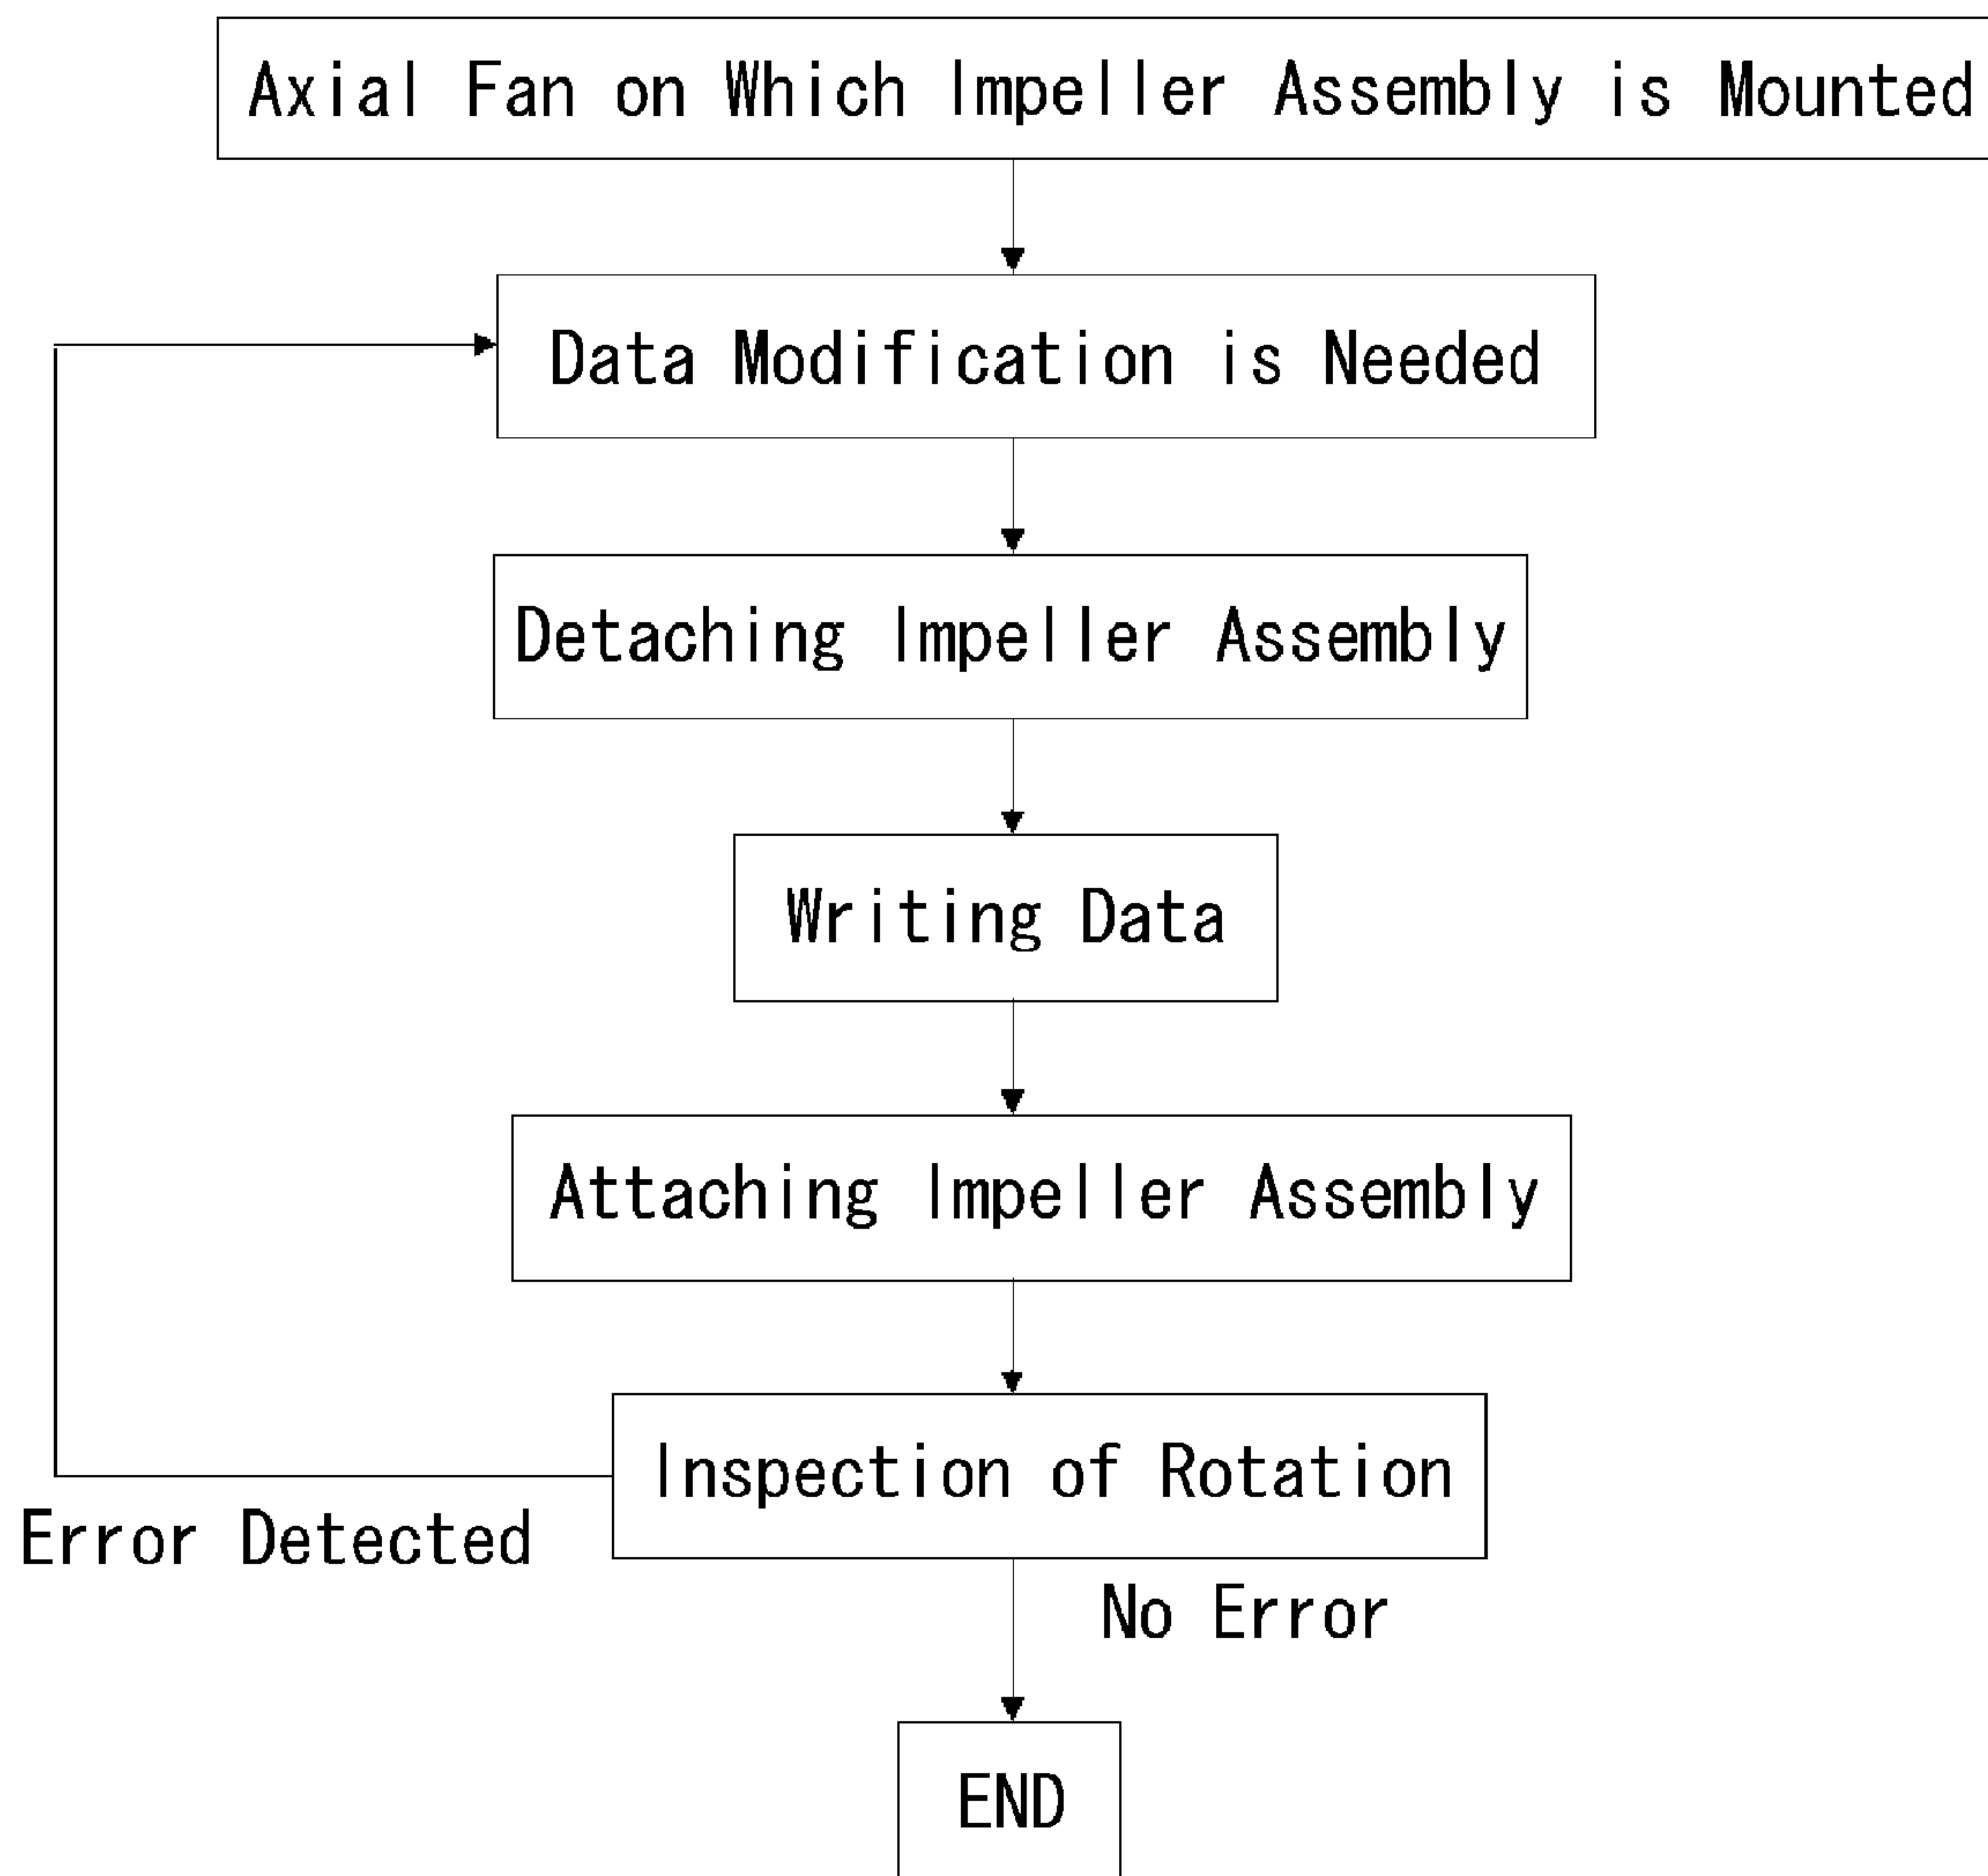 Axial Fan on Which Impeller Assembly is Mounted
Data Modification is Needed
Detaching Impeller Assembly
Writing Data
Attaching Impeller Assembly
Inspection of Rotation
Error Detected
No Error
END